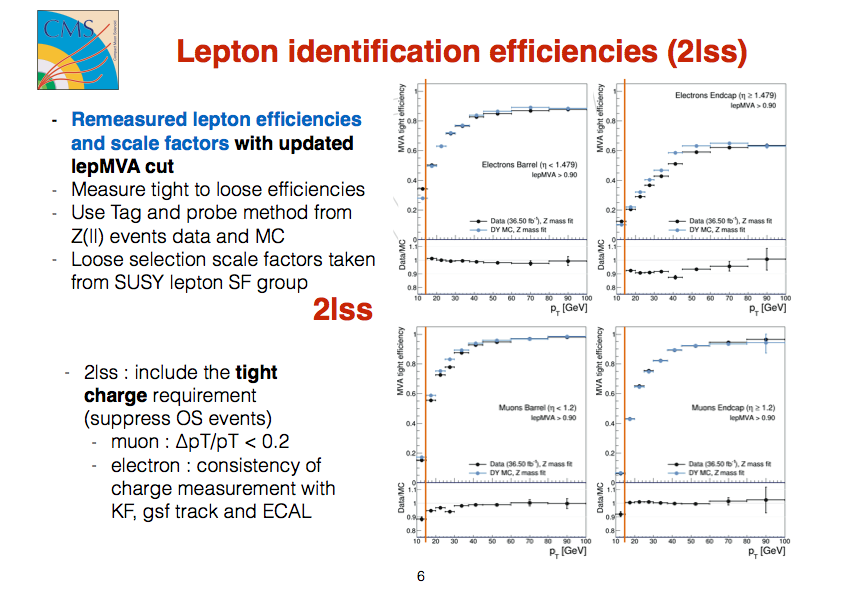 CMS
Lepton identification efficiencies (2lss)
- Remeasured lepton efficiencies
and scale factors with updated
lepMVA cut
- Measure tight to loose efficiencies
- Use Tag and probe method from
Z(ll) events data and MC
- Loose selection scale factors taken
from SUSY lepton SF group
2lss
- 2lss : include the tight
charge requirement
(suppress OS events)
- muon : ΔpT/pT < 0.2
- electron : consistency of
charge measurement with
KF, gsf track and ECAL
MVA tight efficiency
1
0.8
0.6
0.4
0.2
0
Electrons Barrel (η < 1.479)
lepMVA > 0.90
Data (36.50 fb⁻¹), Z mass fit
DY MC, Z mass fit
Data/MC
1.1
1
0.9
0.8
10 20 30 40 50 60 70 80 90 100
p_T [GeV]
MVA tight efficiency
1
0.8
0.6
0.4
0.2
0
Electrons Endcap (η ≥ 1.479)
lepMVA > 0.90
Data (36.50 fb⁻¹), Z mass fit
DY MC, Z mass fit
Data/MC
1.1
1
0.9
0.8
10 20 30 40 50 60 70 80 90 100
p_T [GeV]
MVA tight efficiency
1
0.8
0.6
0.4
0.2
0
Muons Barrel (η < 1.2)
lepMVA > 0.90
Data (36.50 fb⁻¹), Z mass fit
DY MC, Z mass fit
Data/MC
1.1
1
0.9
0.8
10 20 30 40 50 60 70 80 90 100
p_T [GeV]
MVA tight efficiency
1
0.8
0.6
0.4
0.2
0
Muons Endcap (η ≥ 1.2)
lepMVA > 0.90
Data (36.50 fb⁻¹), Z mass fit
DY MC, Z mass fit
Data/MC
1.1
1
0.9
0.8
10 20 30 40 50 60 70 80 90 100
p_T [GeV]
6